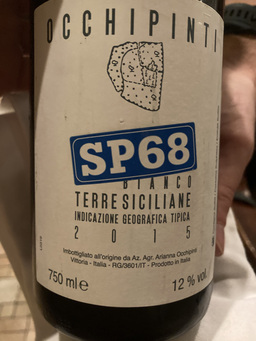 OCCHIPINTI
SP68
BIANCO
TERRE SICILIANE
INDICAZIONE GEOGRAFICA TIPICA
2015
Imbottigliato all'origine da Az. Agr. Arianna Occhipinti
Vittoria - Italia - RG/3601/IT - Prodotto in Italia
750 ml e
12 % vol.